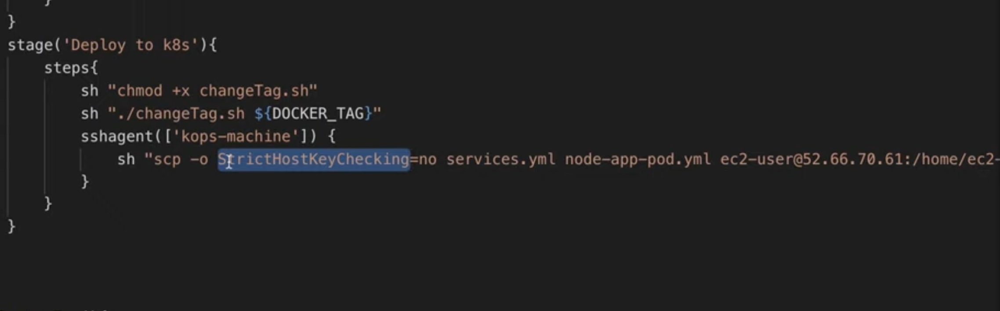 }
}
stage('Deploy to k8s'){
steps{
sh "chmod +x changeTag.sh"
sh "./changeTag.sh ${DOCKER_TAG}"
sshagent(['kops-machine']) {
sh "scp -o StrictHostKeyChecking=no services.yml node-app-pod.yml ec2-user@52.66.70.61:/home/ec2-
}
}
}